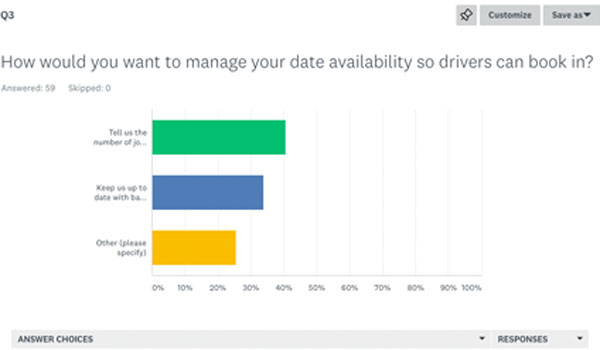 Q3
Customize
Save as
How would you want to manage your date availability so drivers can book in?
Answered: 59 Skipped: 0
Tell us the
number of jo...
Keep us up to
date with ba...
Other (please
specify)
0% 10% 20% 30% 40% 50% 60% 70% 80% 90% 100%
ANSWER CHOICES RESPONSES